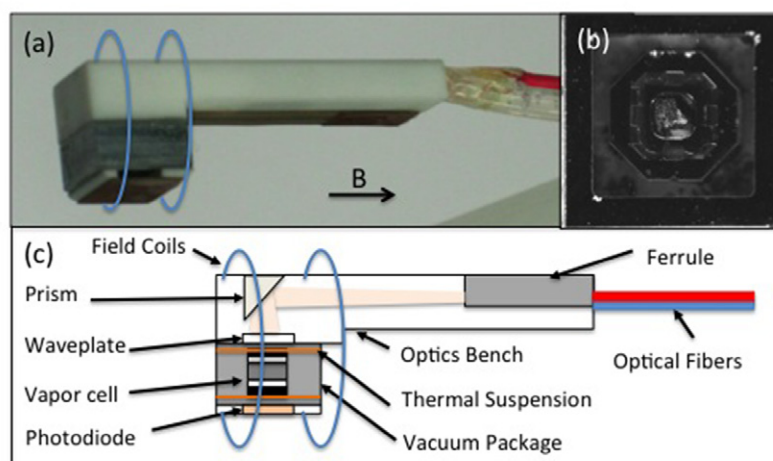 (a)
(b)
B
(c)
Field Coils
Prism
Waveplate
Vapor cell
Photodiode
Ferrule
Optics Bench
Optical Fibers
Thermal Suspension
Vacuum Package